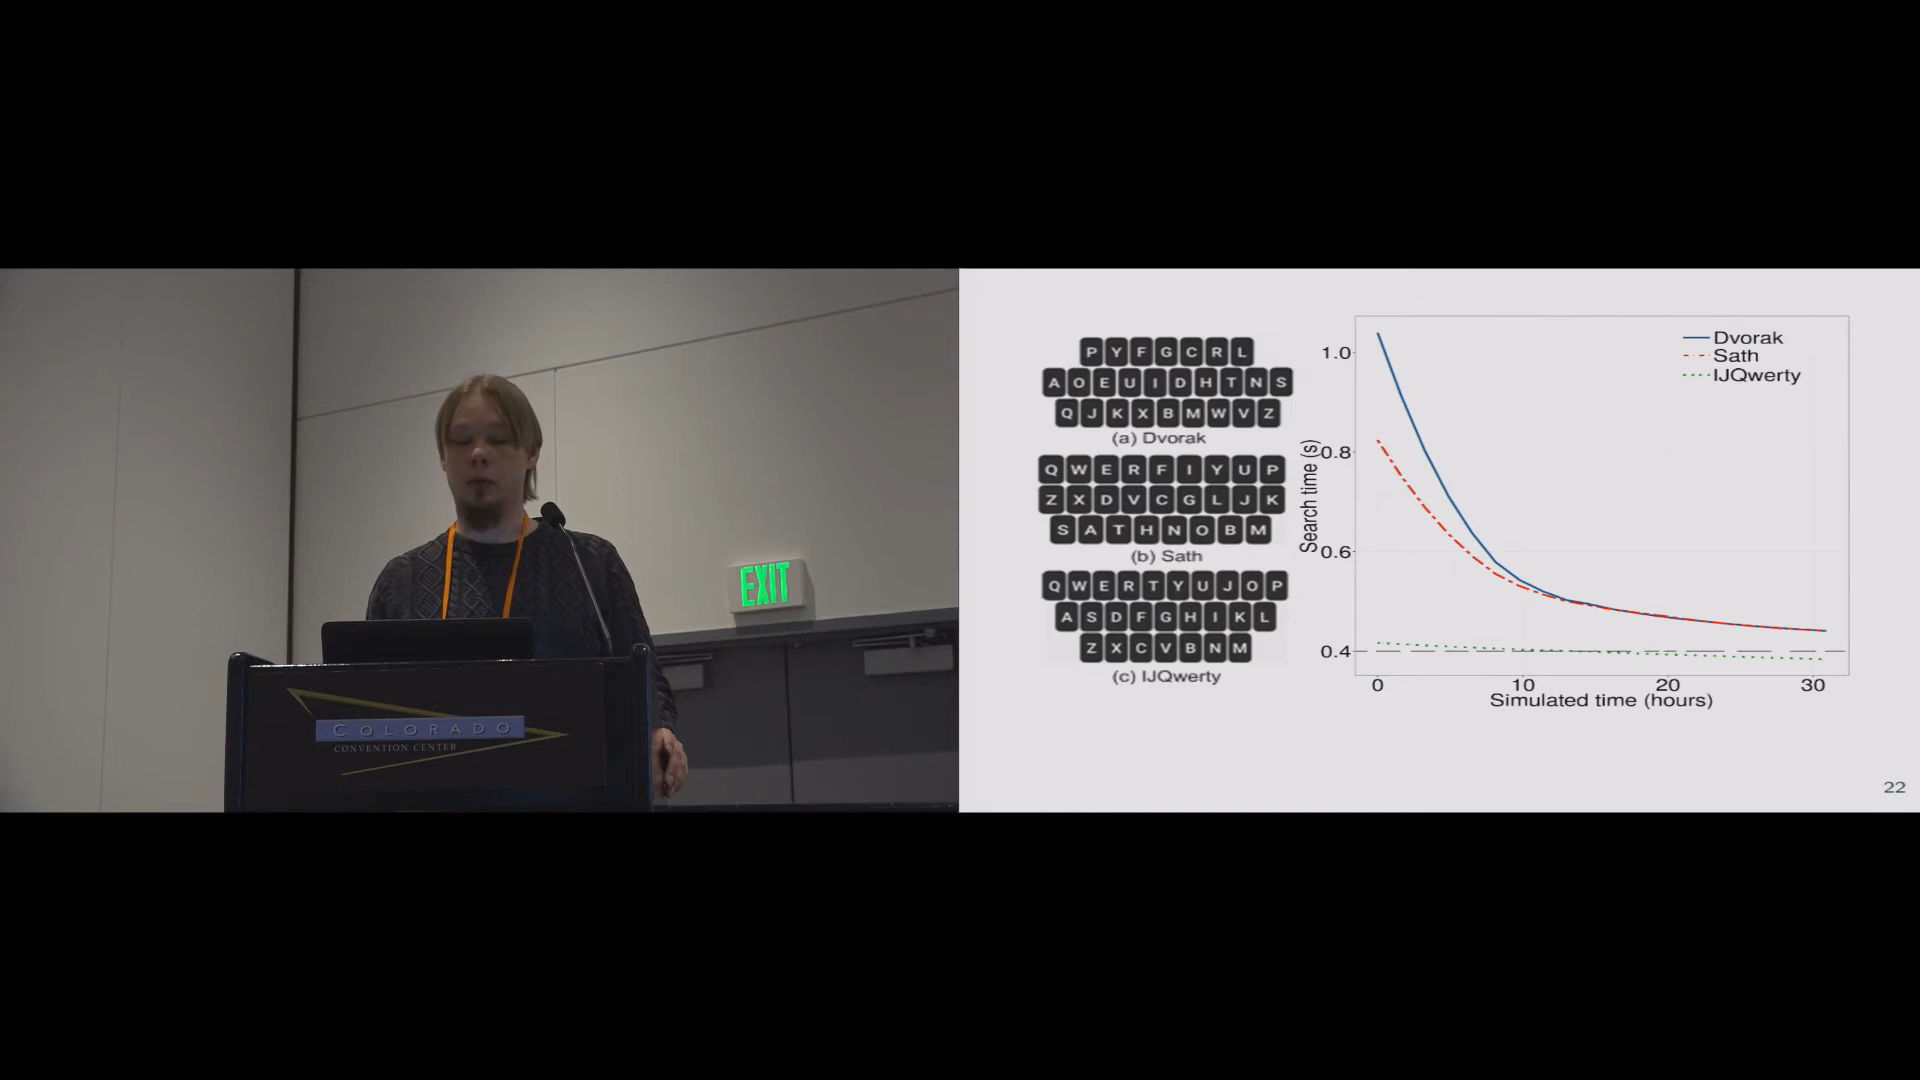 EXIT
COLORADO
CONVENTION CENTER
P Y F G C R L
A O E U I D H T N S
Q J K X B M W V Z
(a) Dvorak
Q W E R F I Y U P
Z X D V C G L J K
S A T H N O B M
(b) Sath
Q W E R T Y U J O P
A S D F G H I K L
Z X C V B N M
(c) IJQwerty
Dvorak
Sath
IJQwerty
1.0
0.8
0.6
0.4
Search time (s)
0 10 20 30
Simulated time (hours)
22